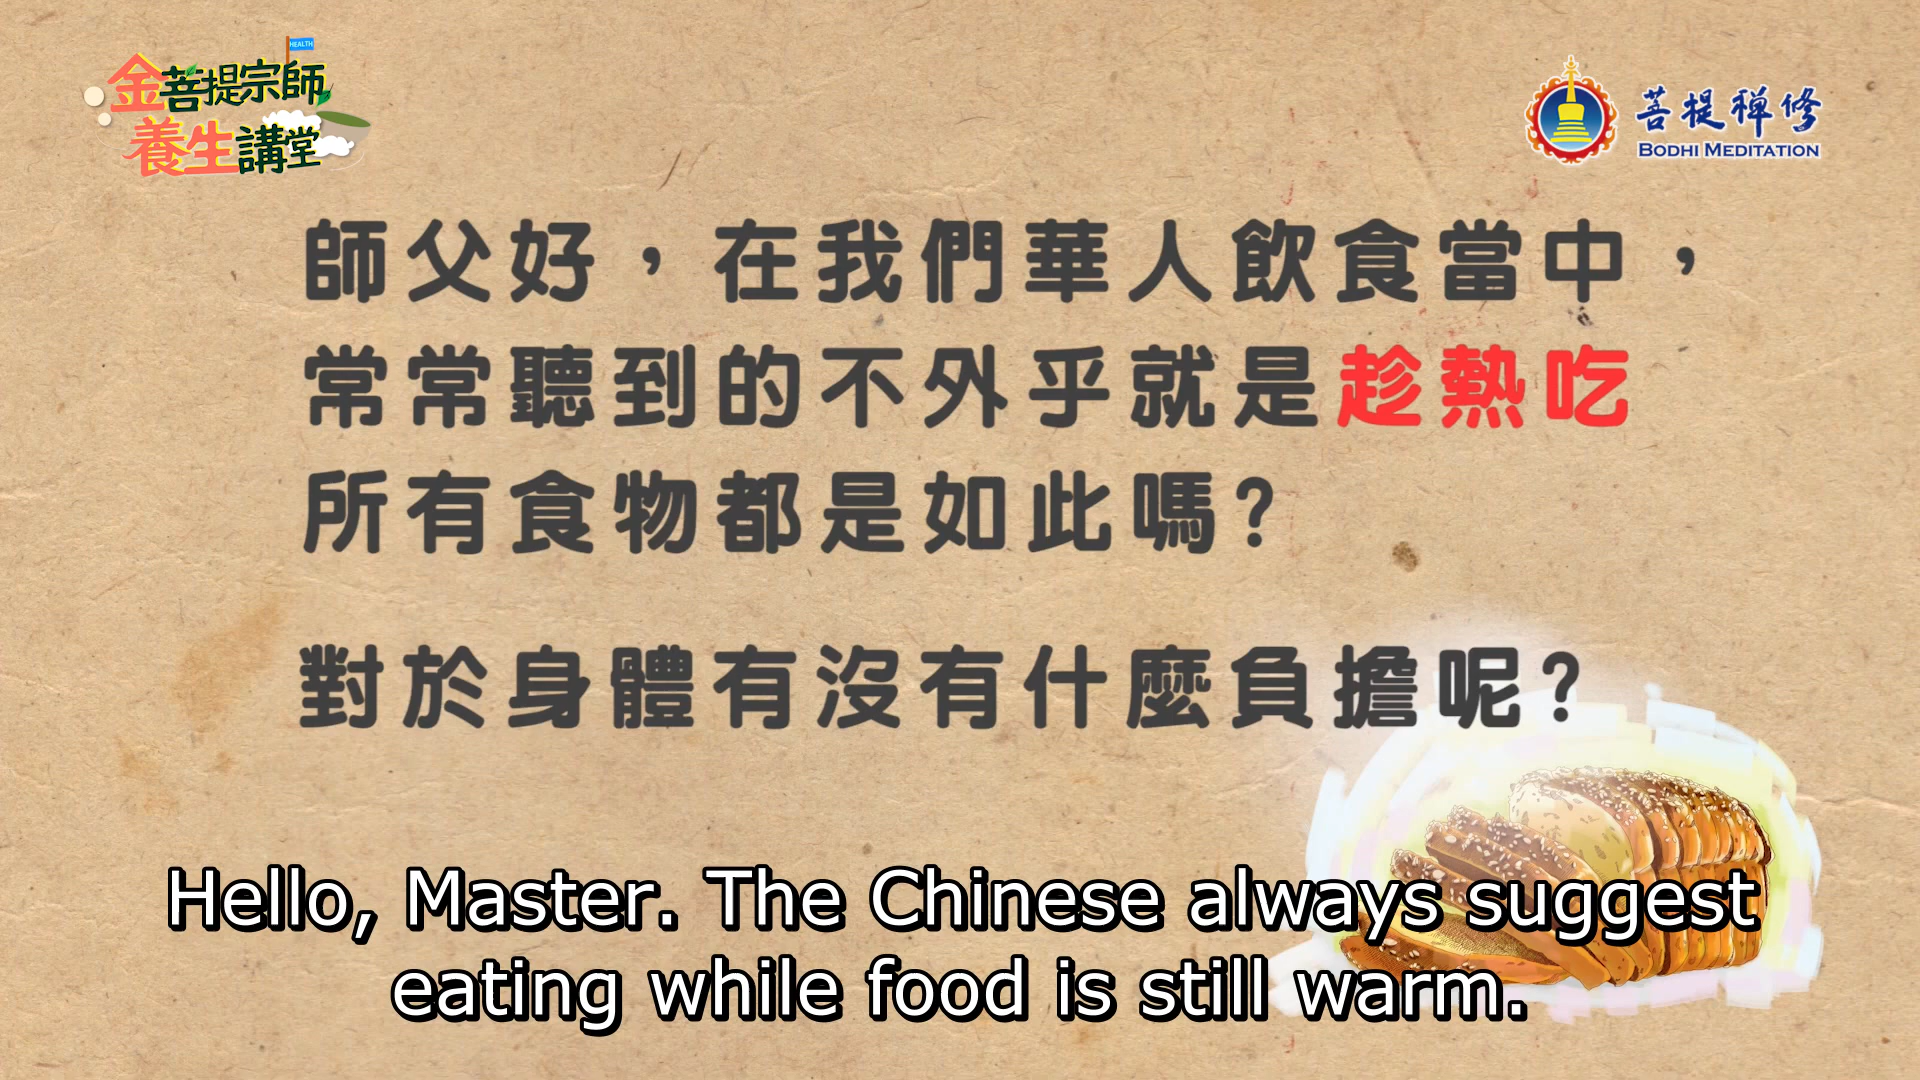 HEALTH
金菩提宗師
養生講堂
菩提禪修
BODHI MEDITATION
師父好，在我們華人飲食當中，
常常聽到的不外乎就是趁熱吃
所有食物都是如此嗎？
對於身體有沒有什麼負擔呢？
Hello, Master. The Chinese always suggest
eating while food is still warm.